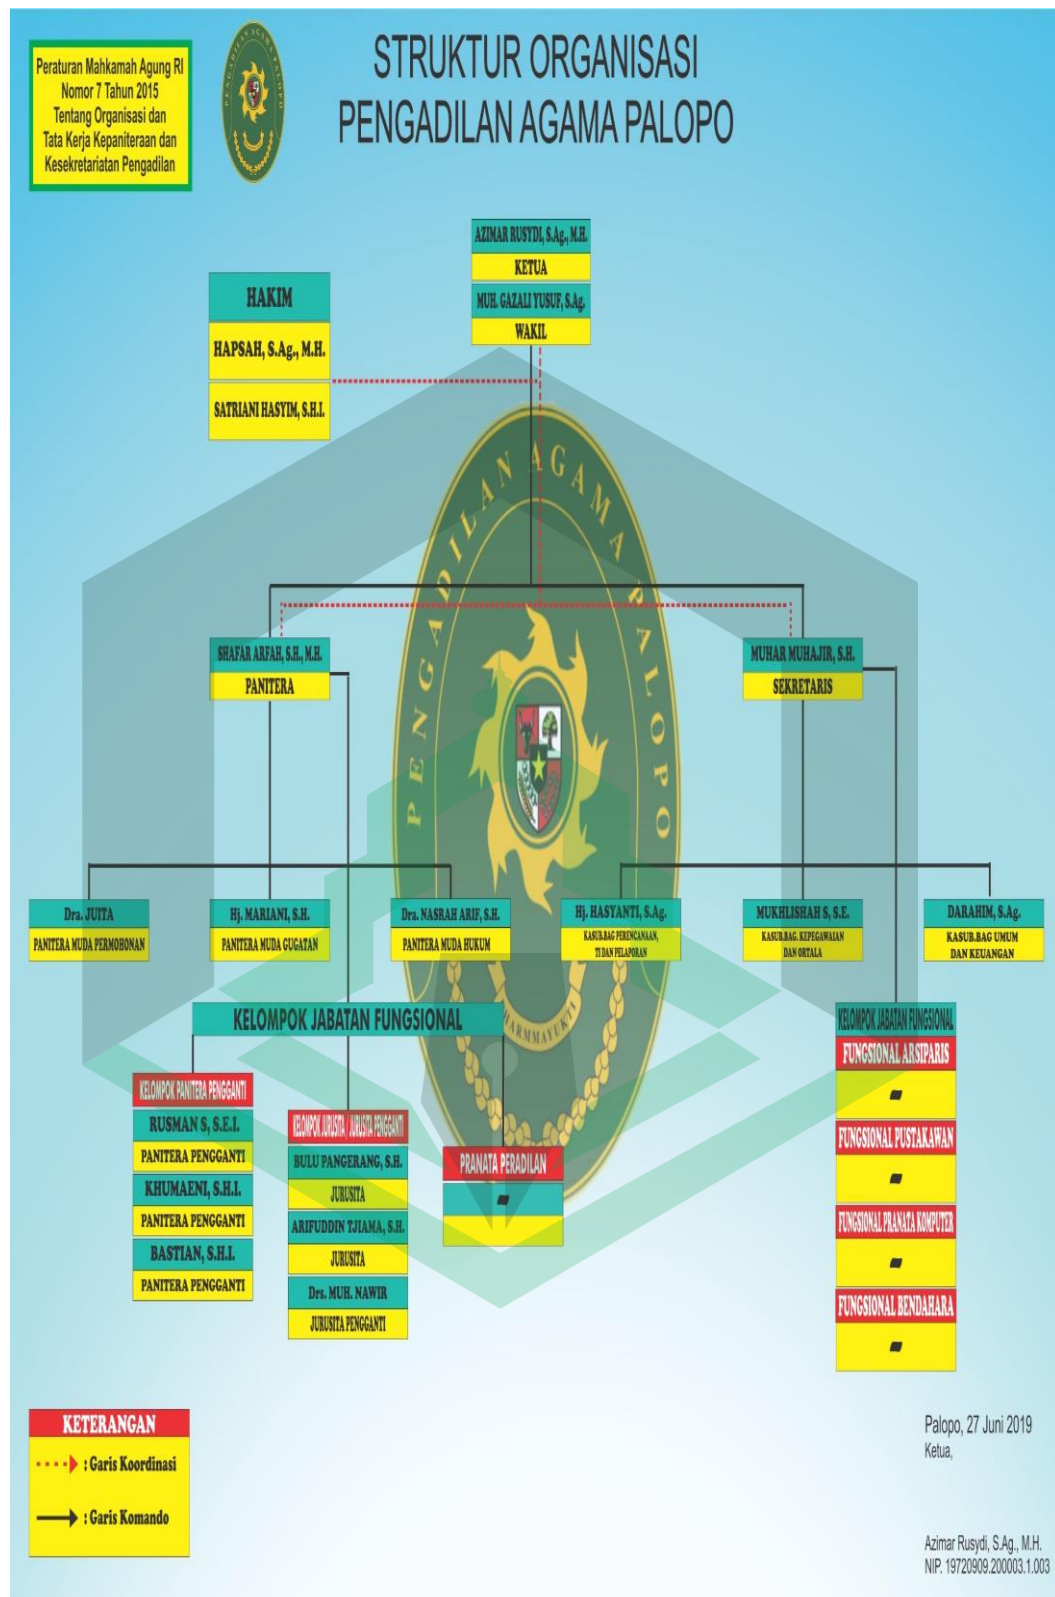 Peraturan Mahkamah Agung RI
Nomor 7 Tahun 2015
Tentang Organisasi dan
Tata Kerja Kepaniteraan dan
Kesekretariatan Pengadilan
PENGADILAN AGAMA PALOPO
STRUKTUR ORGANISASI
PENGADILAN AGAMA PALOPO
AZIMAR RUSYDI, S.Ag., M.H.
KETUA
MUH. GAZALI YUSUF, S.Ag.
WAKIL
HAKIM
HAPSAH, S.Ag., M.H.
SATRIANI HASYIM, S.H.I.
PENGADILAN AGAMA PALOPO
SHAFAR ARFAH, S.H., M.H.
PANITERA
MUHAR MUHAJIR, S.H.
SEKRETARIS
Dra. JUITA
PANITERA MUDA PERMOHONAN
Hj. MARIANI, S.H.
PANITERA MUDA GUGATAN
Dra. NASRAH ARIF, S.H.
PANITERA MUDA HUKUM
Hj. HASYANTI, S.Ag.
KASUB.BAG PERENCANAAN,
TI DAN PELAPORAN
MUKHLISHAH S, S.E.
KASUB.BAG. KEPEGAWAIAN
DAN ORTALA
DARAHIM, S.Ag.
KASUB.BAG UMUM
DAN KEUANGAN
KELOMPOK JABATAN FUNGSIONAL
KELOMPOK PANITERA PENGGANTI
RUSMAN S, S.E.I.
PANITERA PENGGANTI
KHUMAENI, S.H.I.
PANITERA PENGGANTI
BASTIAN, S.H.I.
PANITERA PENGGANTI
KELOMPOK JURUSITA / JURUSITA PENGGANTI
BULU PANGERANG, S.H.
JURUSITA
ARIFUDDIN TJIAMA, S.H.
JURUSITA
Drs. MUH. NAWIR
JURUSITA PENGGANTI
PRANATA PERADILAN
-
KELOMPOK JABATAN FUNGSIONAL
FUNGSIONAL ARSIPARIS
-
FUNGSIONAL PUSTAKAWAN
-
FUNGSIONAL PRANATA KOMPUTER
-
FUNGSIONAL BENDAHARA
-
KETERANGAN
: Garis Koordinasi
: Garis Komando
Palopo, 27 Juni 2019
Ketua,
Azimar Rusydi, S.Ag., M.H.
NIP. 19720909.200003.1.003